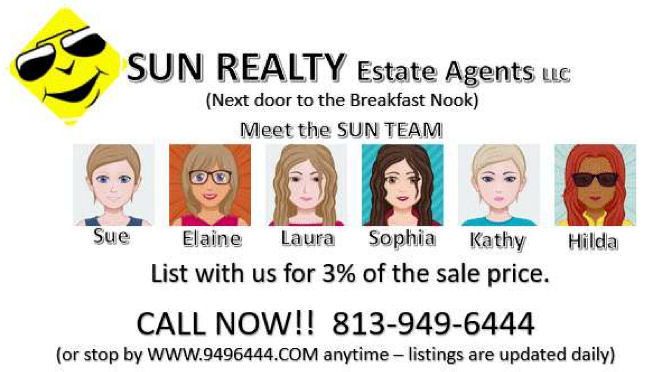 SUN REALTY Estate Agents LLC
(Next door to the Breakfast Nook)
Meet the SUN TEAM
Sue Elaine Laura Sophia Kathy Hilda
List with us for 3% of the sale price.
CALL NOW!! 813-949-6444
(or stop by WWW.9496444.COM anytime – listings are updated daily)